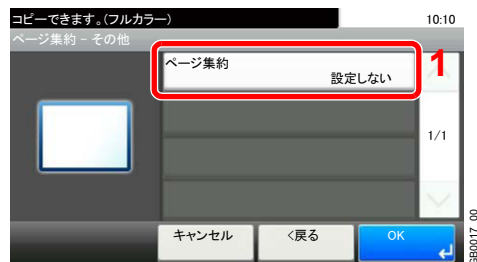 コピーできます。(フルカラー) 10:10
ページ集約 - その他
ページ集約
設定しない
1
1/1
キャンセル <戻る OK
GB0017_00